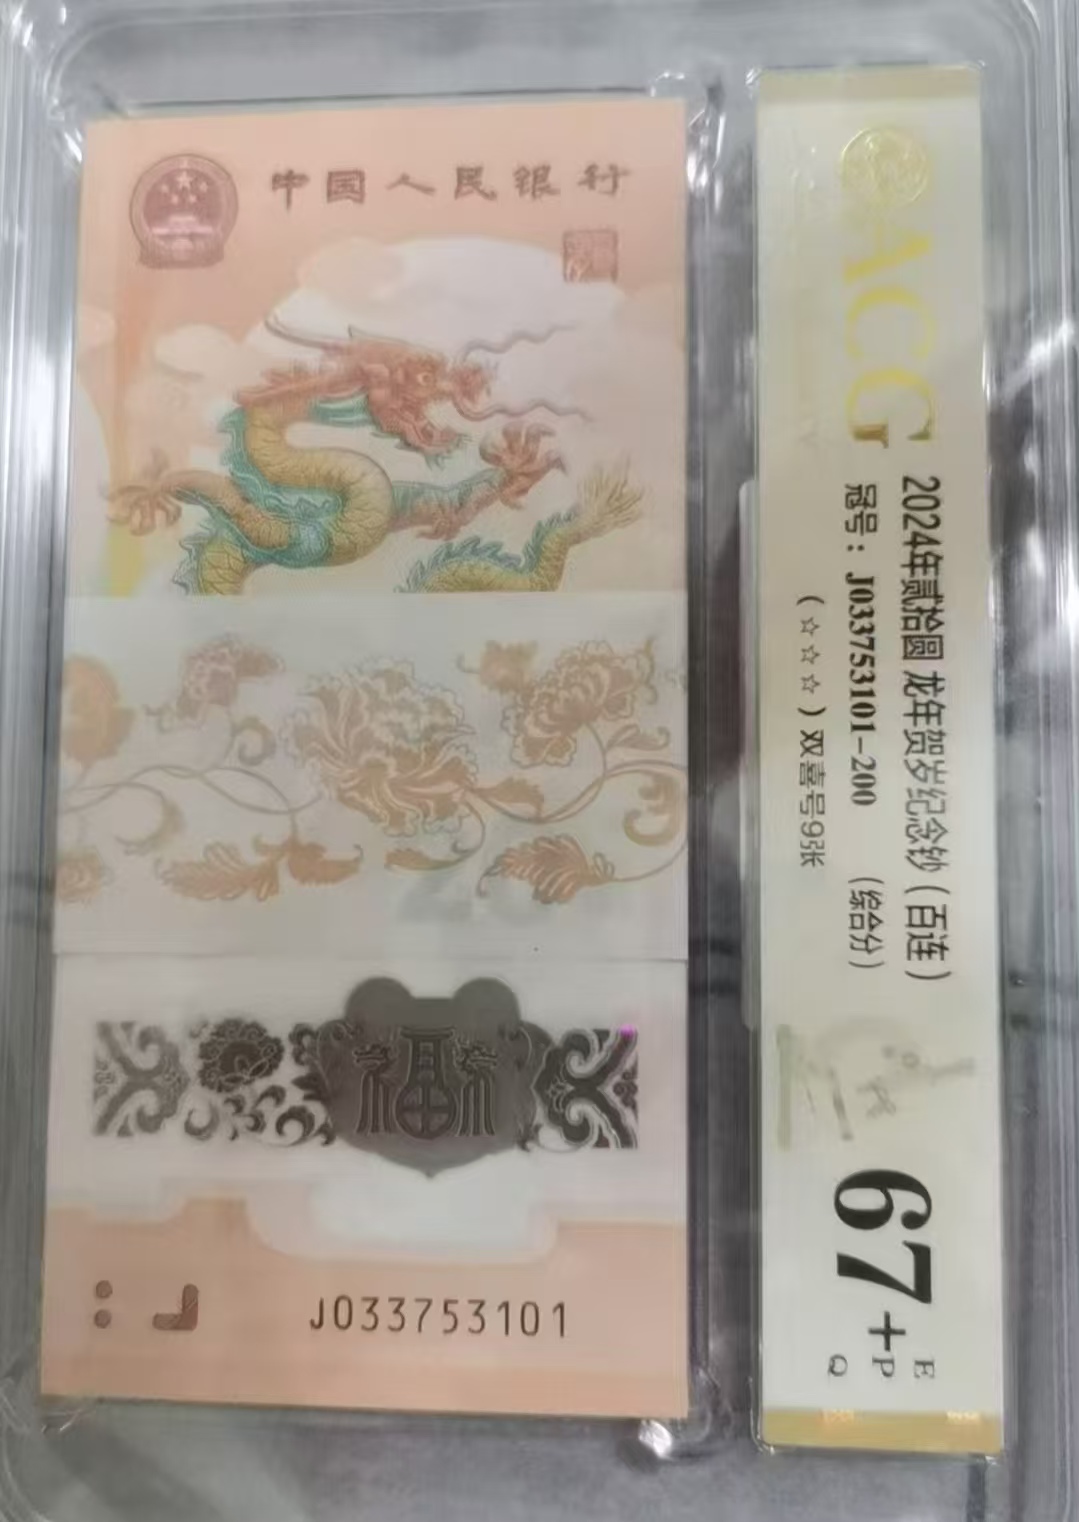 中国人民银行
J033753101
ACG
2024年贰拾圆 龙年贺岁纪念钞（百连）
冠号：J033753101-200 （综合分）
（☆☆☆）双喜号9张
67+
E
P
Q